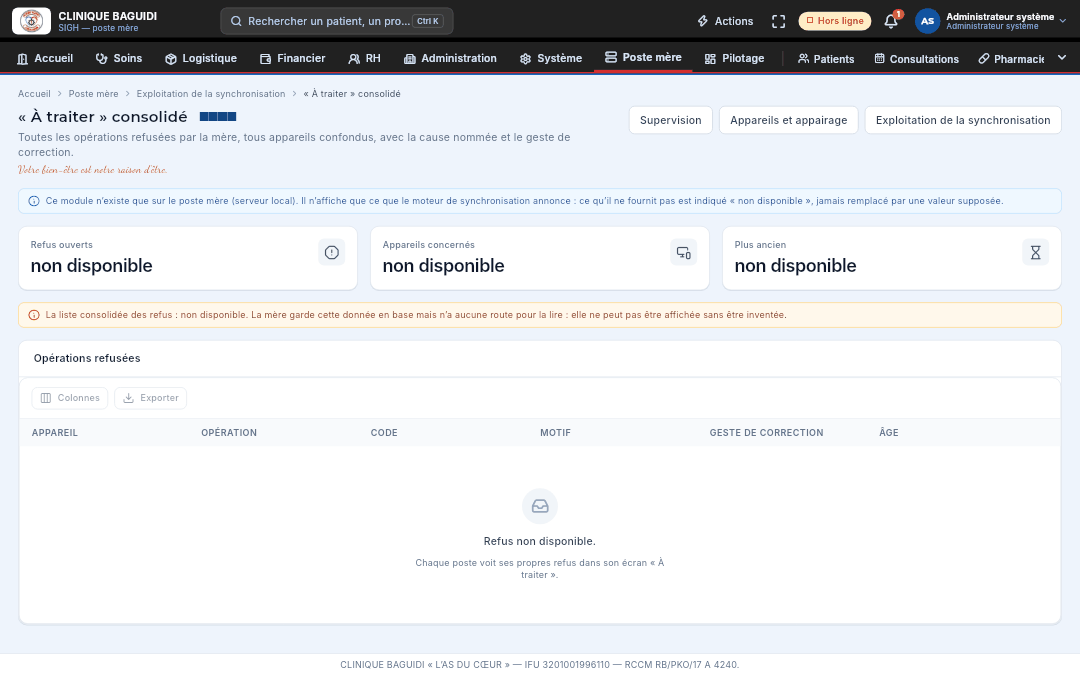 CLINIQUE BAGUIDI
SIGH — poste mère
Rechercher un patient, un pro... Ctrl K
Actions
Hors ligne
1
AS
Administrateur système
Administrateur système
Accueil
Soins
Logistique
Financier
RH
Administration
Système
Poste mère
Pilotage
Patients
Consultations
Pharmacie
Accueil > Poste mère > Exploitation de la synchronisation > « À traiter » consolidé
« À traiter » consolidé
Toutes les opérations refusées par la mère, tous appareils confondus, avec la cause nommée et le geste de
correction.
Votre bien-être est notre raison d'être.
Supervision
Appareils et appairage
Exploitation de la synchronisation
Ce module n'existe que sur le poste mère (serveur local). Il n'affiche que ce que le moteur de synchronisation annonce : ce qu'il ne fournit pas est indiqué « non disponible », jamais remplacé par une valeur supposée.
Refus ouverts
non disponible
Appareils concernés
non disponible
Plus ancien
non disponible
La liste consolidée des refus : non disponible. La mère garde cette donnée en base mais n'a aucune route pour la lire : elle ne peut pas être affichée sans être inventée.
Opérations refusées
Colonnes
Exporter
APPAREIL OPÉRATION CODE MOTIF GESTE DE CORRECTION ÂGE
Refus non disponible.
Chaque poste voit ses propres refus dans son écran « À
traiter ».
CLINIQUE BAGUIDI « L'AS DU CŒUR » — IFU 3201001996110 — RCCM RB/PKO/17 A 4240.